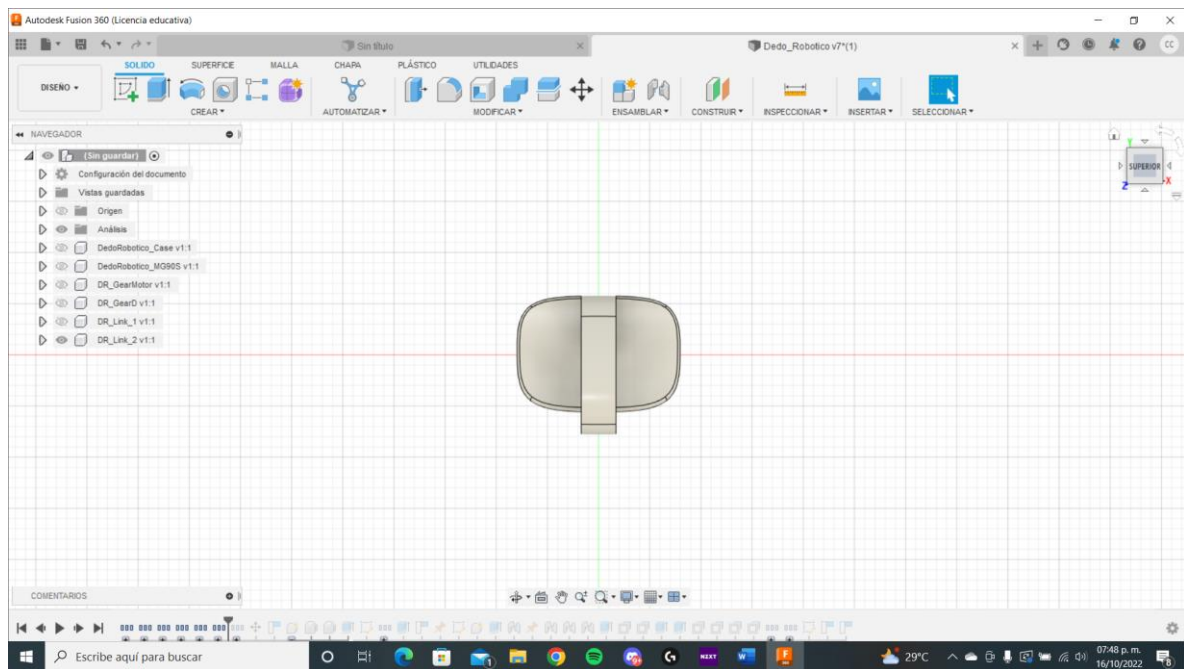 Autodesk Fusion 360 (Licencia educativa)
Sin título
Dedo_Robotico v7*(1)
CC
SOLIDO SUPERFICIE MALLA CHAPA PLÁSTICO UTILIDADES
DISEÑO
CREAR AUTOMATIZAR MODIFICAR ENSAMBLAR CONSTRUIR INSPECCIONAR INSERTAR SELECCIONAR
NAVEGADOR
(Sin guardar)
Configuración del documento
Vistas guardadas
Origen
Análisis
DedoRobotico_Case v1:1
DedoRobotico_MG90S v1:1
DR_GearMotor v1:1
DR_GearD v1:1
DR_Link_1 v1:1
DR_Link_2 v1:1
Y
SUPERIOR
Z
X
COMENTARIOS
Escribe aquí para buscar
NZXT
29°C
07:48 p. m.
16/10/2022